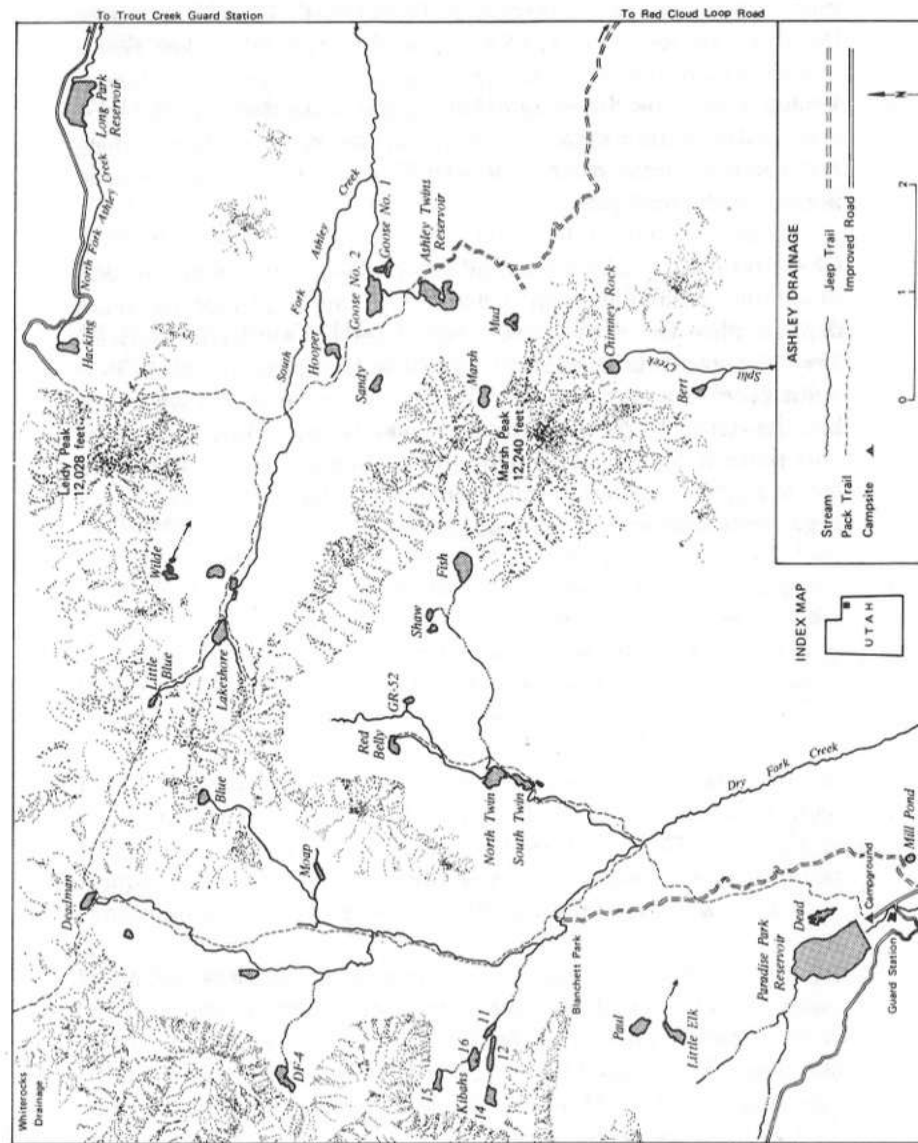 To Trout Creek Guard Station
To Red Cloud Loop Road
Long Park
Reservoir
North Fork Ashley Creek
Hacking
Leidy Peak
12,028 feet
South Fork Ashley Creek
Goose No. 2
Goose No. 1
Ashley Twins
Reservoir
Hooper
Sandy
Mud
Marsh
Marsh Peak
12,240 feet
Chimney Rock
Bert
Split Creek
Wilde
Little
Blue
Lakeshore
Fish
Shaw
GR-52
Red
Belly
Blue
Moap
North Twin
South Twin
Deadman
Dry Fork Creek
Mill Pond
Campground
Dead
Paradise Park
Reservoir
Guard Station
Blanchett Park
Paul
Little Elk
DF-4
Kibahs
11
12
14
15
16
Whiterocks
Drainage
INDEX MAP
UTAH
ASHLEY DRAINAGE
Stream
Pack Trail
Campsite
Jeep Trail
Improved Road
0
1
2
N